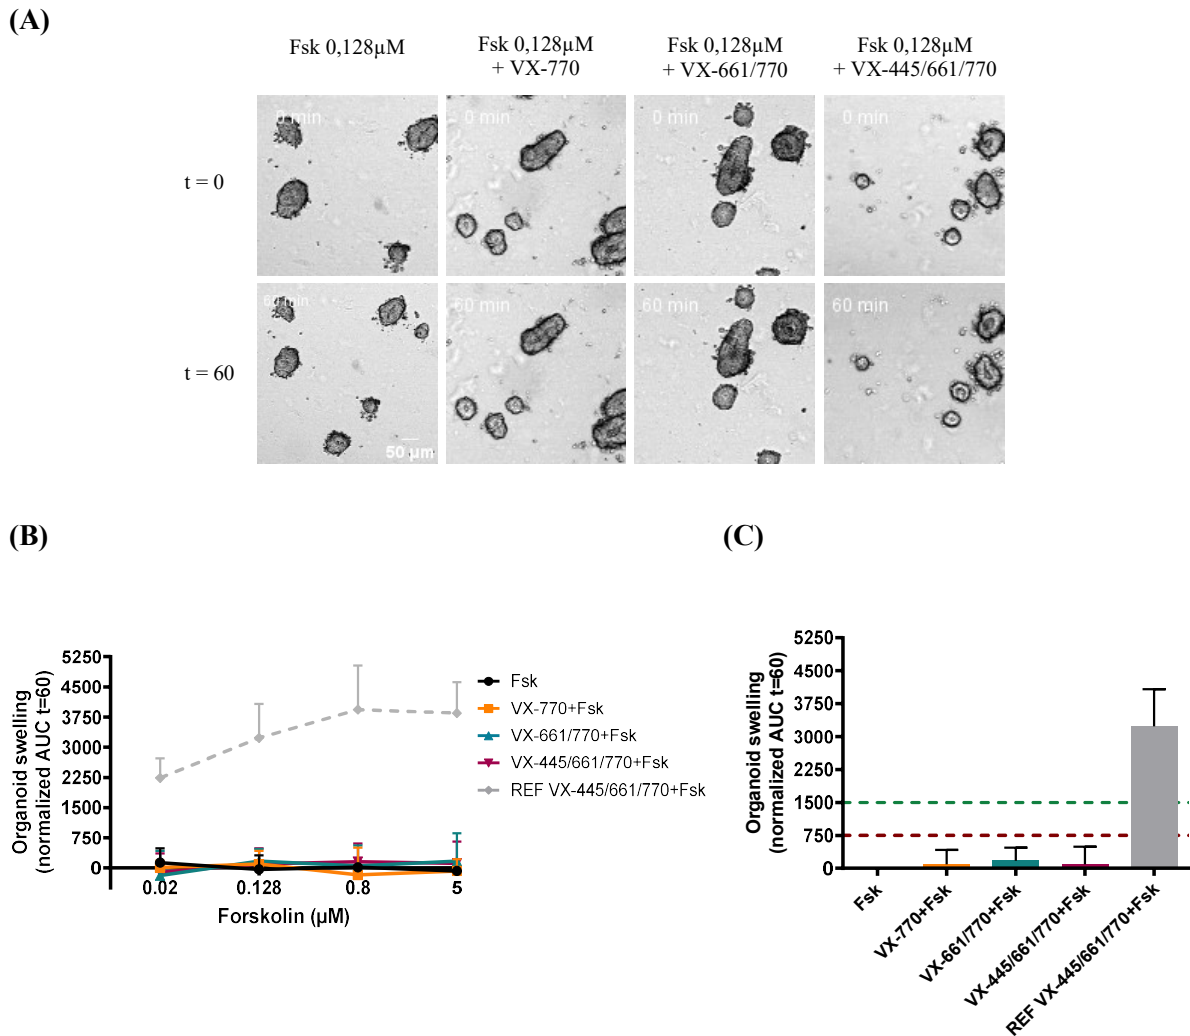 (A)
Fsk 0,128µM
Fsk 0,128µM
+ VX-770
Fsk 0,128µM
+ VX-661/770
Fsk 0,128µM
+ VX-445/661/770
t = 0
0 min
0 min
0 min
0 min
t = 60
60 min
60 min
60 min
60 min
50 µm
(B)
Organoid swelling
(normalized AUC t=60)
5250
4500
3750
3000
2250
1500
750
0
0.02
0.128
0.8
5
Forskolin (µM)
Fsk
VX-770+Fsk
VX-661/770+Fsk
VX-445/661/770+Fsk
REF VX-445/661/770+Fsk
(C)
Organoid swelling
(normalized AUC t=60)
5250
4500
3750
3000
2250
1500
750
0
Fsk
VX-770+Fsk
VX-661/770+Fsk
VX-445/661/770+Fsk
REF VX-445/661/770+Fsk